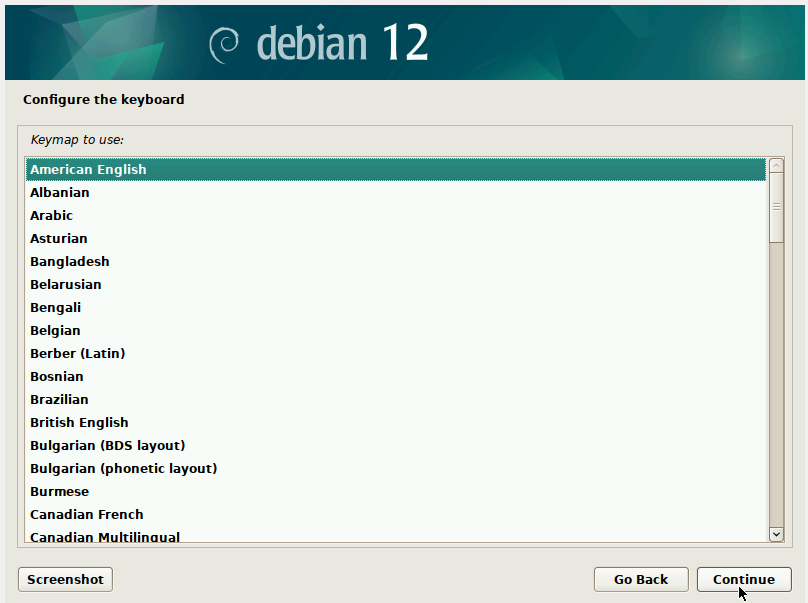 debian 12
Configure the keyboard
Keymap to use:
American English
Albanian
Arabic
Asturian
Bangladesh
Belarusian
Bengali
Belgian
Berber (Latin)
Bosnian
Brazilian
British English
Bulgarian (BDS layout)
Bulgarian (phonetic layout)
Burmese
Canadian French
Canadian Multilingual
Screenshot
Go Back
Continue